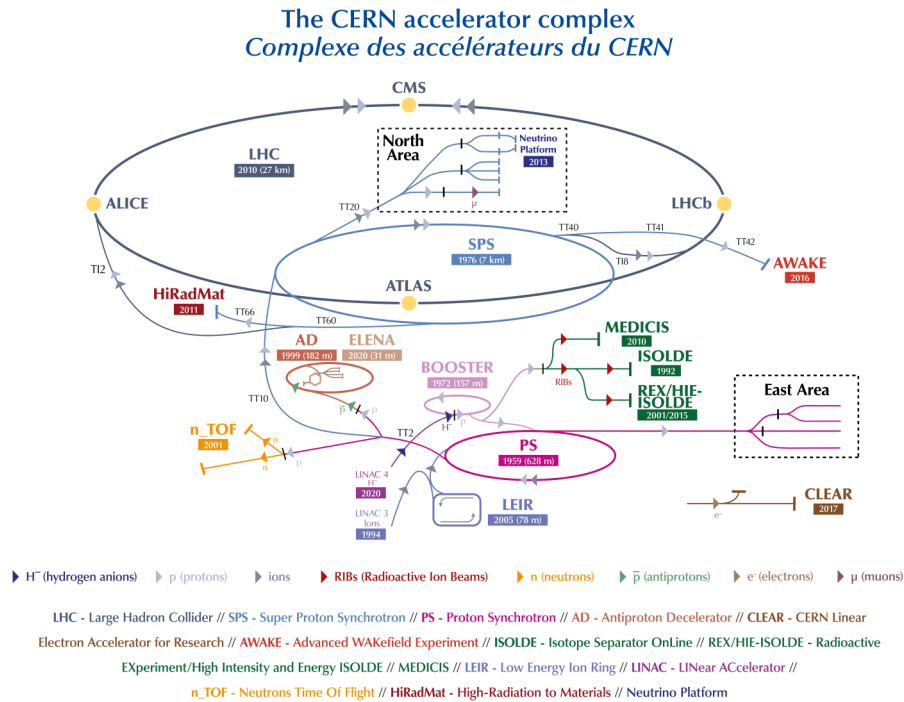 The CERN accelerator complex
Complexe des accélérateurs du CERN
CMS
North
Area
Neutrino
Platform
2013
LHC
2010 (27 km)
μ
ALICE
LHCb
TT20
TT40
TT41
TT42
SPS
1976 (7 km)
TI8
TI2
AWAKE
2016
ATLAS
HiRadMat
2011
TT66
TT60
MEDICIS
2010
AD
1999 (182 m)
ELENA
2020 (31 m)
ISOLDE
1992
BOOSTER
1972 (157 m)
RIBs
REX/HIE-
ISOLDE
2001/2015
East Area
TT10
p̅
p
H⁻
p
n_TOF
2001
n
n
p
TT2
PS
1959 (628 m)
LINAC 4
H⁻
2020
LINAC 3
Ions
1994
LEIR
2005 (78 m)
CLEAR
2017
e⁻
H⁻ (hydrogen anions)
p (protons)
ions
RIBs (Radioactive Ion Beams)
n (neutrons)
p̅ (antiprotons)
e⁻ (electrons)
μ (muons)
LHC - Large Hadron Collider // SPS - Super Proton Synchrotron // PS - Proton Synchrotron // AD - Antiproton Decelerator // CLEAR - CERN Linear
Electron Accelerator for Research // AWAKE - Advanced WAKefield Experiment // ISOLDE - Isotope Separator OnLine // REX/HIE-ISOLDE - Radioactive
EXperiment/High Intensity and Energy ISOLDE // MEDICIS // LEIR - Low Energy Ion Ring // LINAC - LINear ACcelerator //
n_TOF - Neutrons Time Of Flight // HiRadMat - High-Radiation to Materials // Neutrino Platform